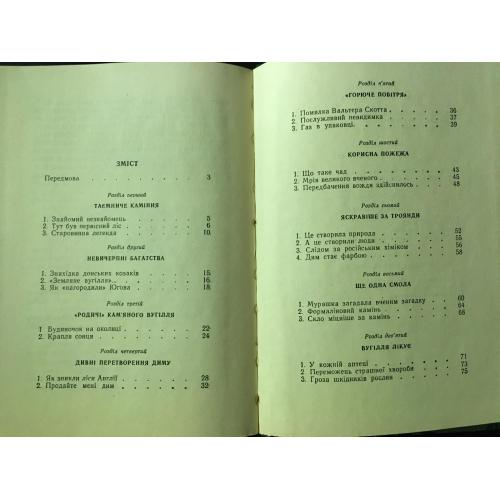 ЗМІСТ
Передмова 3
Розділ перший
ТАЄМНИЧЕ КАМІННЯ
1. Знайомий незнайомець 5
2. Тут був первісний ліс 6
3. Старовинна легенда 10
Розділ другий
НЕВИЧЕРПНІ БАГАТСТВА
1. Знахідка донських козаків 15
2. «Земляне вугілля» 16
3. Як «нагородили» Югова 18
Розділ третій
«РОДИЧІ» КАМ'ЯНОГО ВУГІЛЛЯ
1 Будиночок на околиці 22
2. Крапля сонця 24
Розділ четвертий
ДИВНІ ПЕРЕТВОРЕННЯ ДИМУ
1. Як зникли ліси Англії 28
2. Продайте мені дим 32
Розділ п'ятий
«ГОРЮЧЕ ПОВІТРЯ»
1. Помилка Вальтера Скотта 36
2. Послужливий невидимка 37
3. Газ в упаковці 39
Розділ шостий
КОРИСНА ПОЖЕЖА
1. Що таке чад 43
2. Мрія великого вченого 45
3. Передбачення вождя здійснилось 48
Розділ сьомий
ЯСКРАВІШЕ ЗА ТРОЯНДИ
1. Це створила природа 52
2. А це створили люди 55
3. Слідом за російським хіміком 56
4. Дим стає фарбою 58
Розділ восьмий
ЩЕ ОДНА СМОЛА
1. Мурашка загадала вченим загадку 60
2. Формаліновий камінь 64
3. Скло міцніше за камінь 68
Розділ дев'ятий
ВУГІЛЛЯ ЛІКУЄ
1. У кожній аптеці 71
2. Переможець страшної хвороби 73
3. Гроза шкідників рослин 75